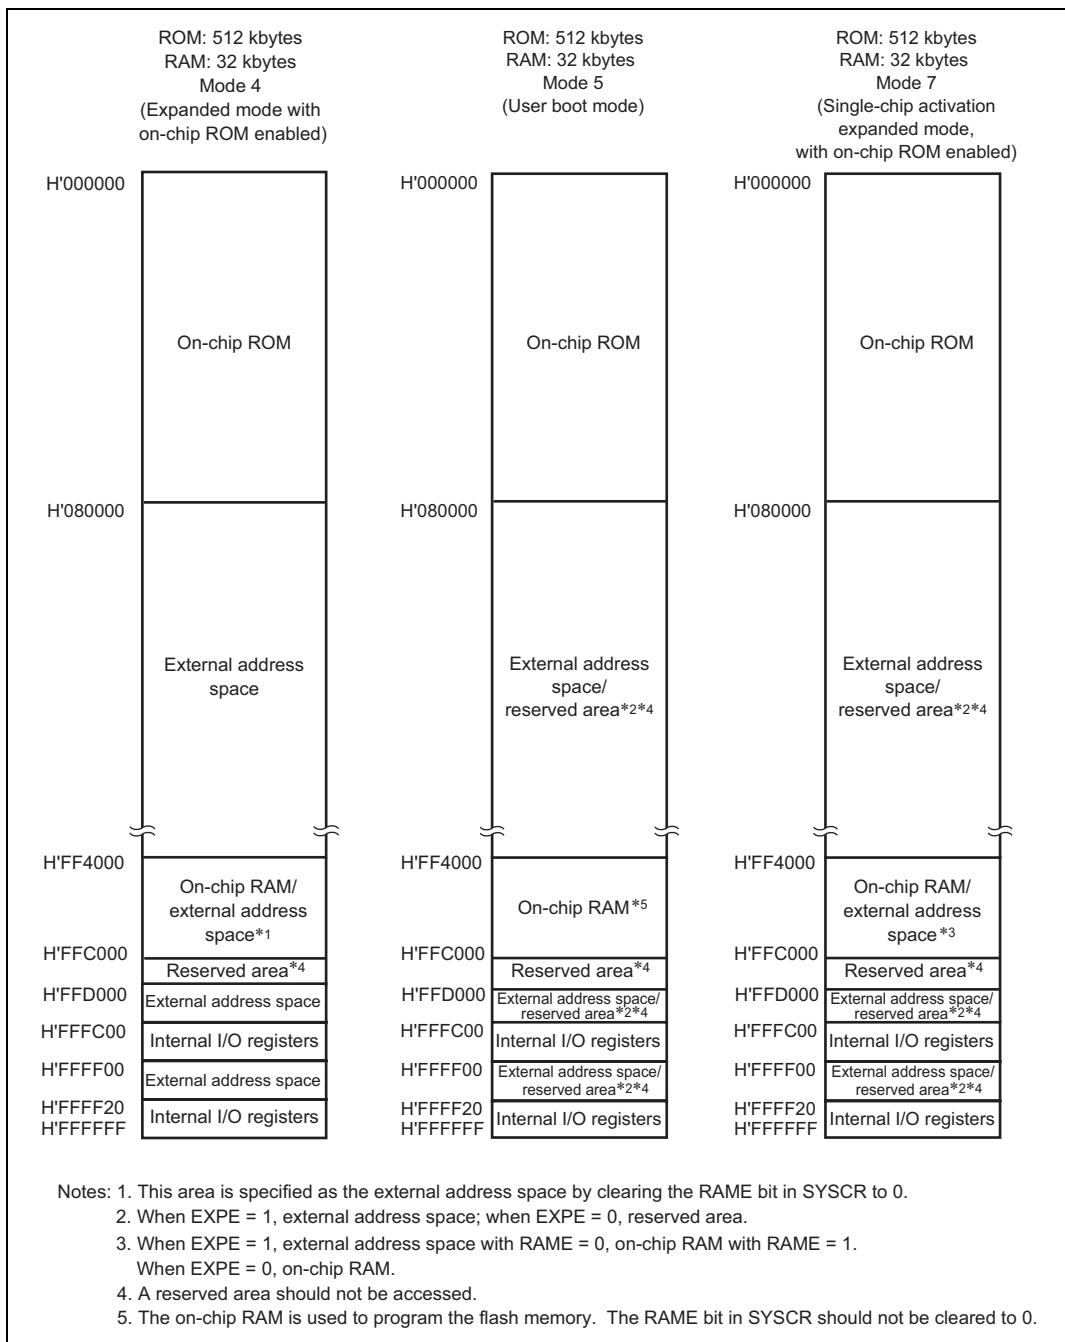 ROM: 512 kbytes
RAM: 32 kbytes
Mode 4
(Expanded mode with
on-chip ROM enabled)
H'000000
On-chip ROM
H'080000
External address
space
H'FF4000
On-chip RAM/
external address
space*1
H'FFC000
Reserved area*4
H'FFD000
External address space
H'FFFC00
Internal I/O registers
H'FFFF00
External address space
H'FFFF20
Internal I/O registers
H'FFFFFF
ROM: 512 kbytes
RAM: 32 kbytes
Mode 5
(User boot mode)
H'000000
On-chip ROM
H'080000
External address
space/
reserved area*2*4
H'FF4000
On-chip RAM*5
H'FFC000
Reserved area*4
H'FFD000
External address space/
reserved area*2*4
H'FFFC00
Internal I/O registers
H'FFFF00
External address space/
reserved area*2*4
H'FFFF20
Internal I/O registers
H'FFFFFF
ROM: 512 kbytes
RAM: 32 kbytes
Mode 7
(Single-chip activation
expanded mode,
with on-chip ROM enabled)
H'000000
On-chip ROM
H'080000
External address
space/
reserved area*2*4
H'FF4000
On-chip RAM/
external address
space*3
H'FFC000
Reserved area*4
H'FFD000
External address space/
reserved area*2*4
H'FFFC00
Internal I/O registers
H'FFFF00
External address space/
reserved area*2*4
H'FFFF20
Internal I/O registers
H'FFFFFF
Notes: 1. This area is specified as the external address space by clearing the RAME bit in SYSCR to 0.
2. When EXPE = 1, external address space; when EXPE = 0, reserved area.
3. When EXPE = 1, external address space with RAME = 0, on-chip RAM with RAME = 1.
When EXPE = 0, on-chip RAM.
4. A reserved area should not be accessed.
5. The on-chip RAM is used to program the flash memory. The RAME bit in SYSCR should not be cleared to 0.